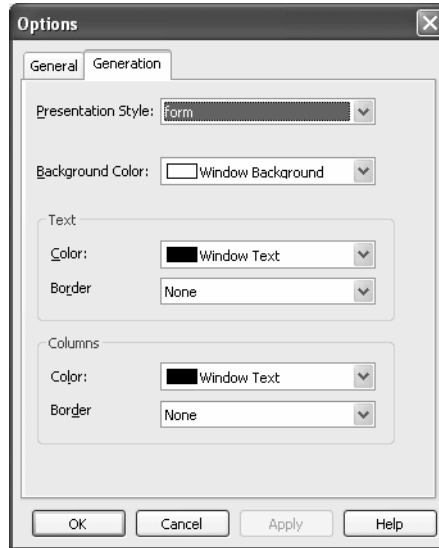 Options
General Generation
Presentation Style: form
Background Color: Window Background
Text
Color: Window Text
Border None
Columns
Color: Window Text
Border None
OK Cancel Apply Help